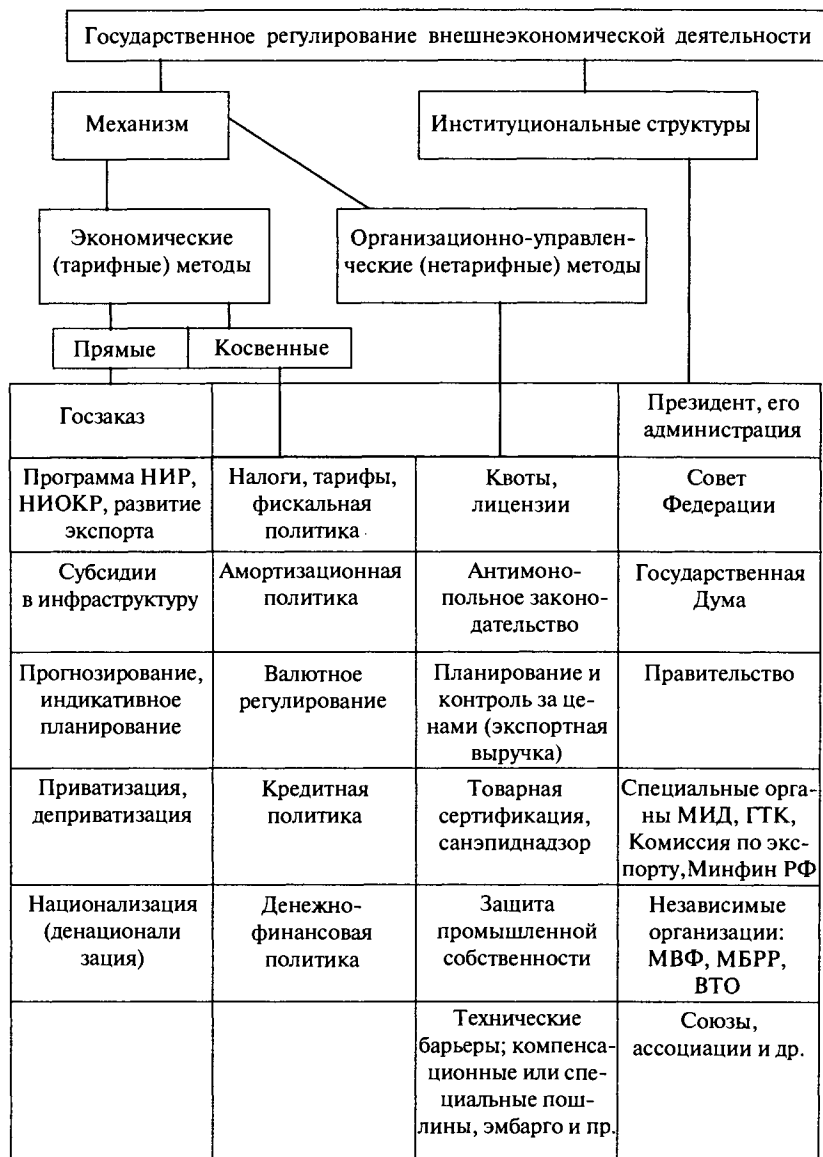 Государственное регулирование внешнеэкономической деятельности
Механизм
Институциональные структуры
Экономические
(тарифные) методы
Организационно-управлен-
ческие (нетарифные) методы
Прямые
Косвенные
Госзаказ
Президент, его
администрация
Программа НИР,
НИОКР, развитие
экспорта
Налоги, тарифы,
фискальная
политика
Квоты,
лицензии
Совет
Федерации
Субсидии
в инфраструктуру
Амортизационная
политика
Антимоно-
польное законо-
дательство
Государственная
Дума
Прогнозирование,
индикативное
планирование
Валютное
регулирование
Планирование и
контроль за це-
нами (экспортная
выручка)
Правительство
Приватизация,
деприватизация
Кредитная
политика
Товарная
сертификация,
санэпиднадзор
Специальные орга-
ны МИД, ГТК,
Комиссия по экс-
порту,Минфин РФ
Национализация
(денационали
зация)
Денежно-
финансовая
политика
Защита
промышленной
собственности
Независимые
организации:
МВФ, МБРР,
ВТО
Технические
барьеры; компенса-
ционные или спе-
циальные пош-
лины, эмбарго и пр.
Союзы,
ассоциации и др.